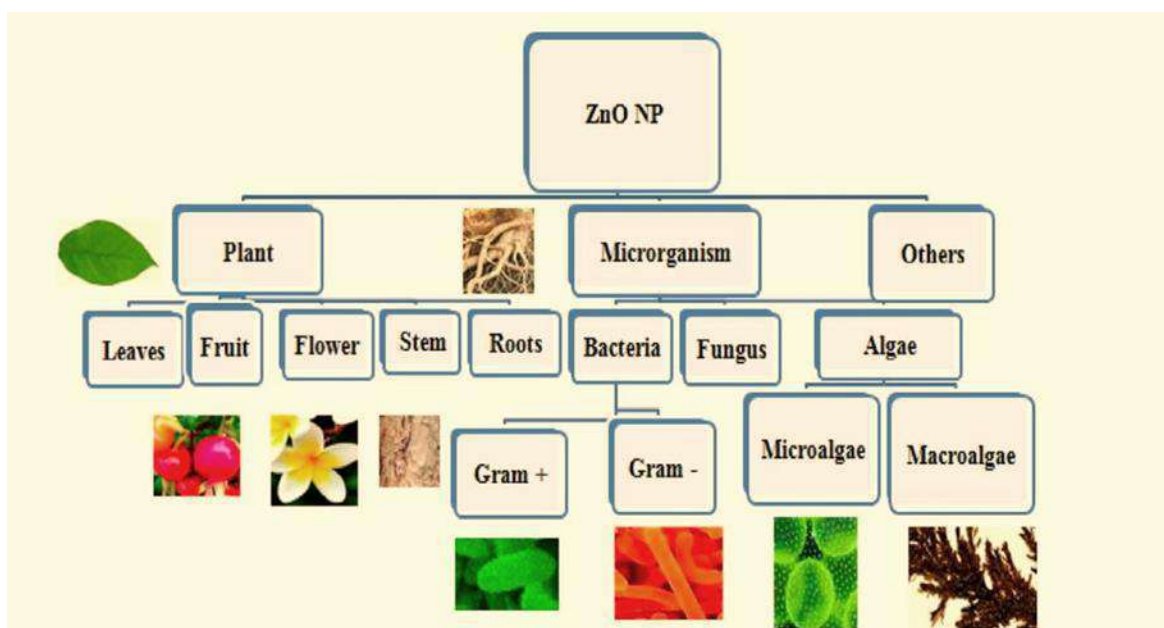 ZnO NP
Plant
Microrganism
Others
Leaves
Fruit
Flower
Stem
Roots
Bacteria
Fungus
Algae
Gram +
Gram -
Microalgae
Macroalgae